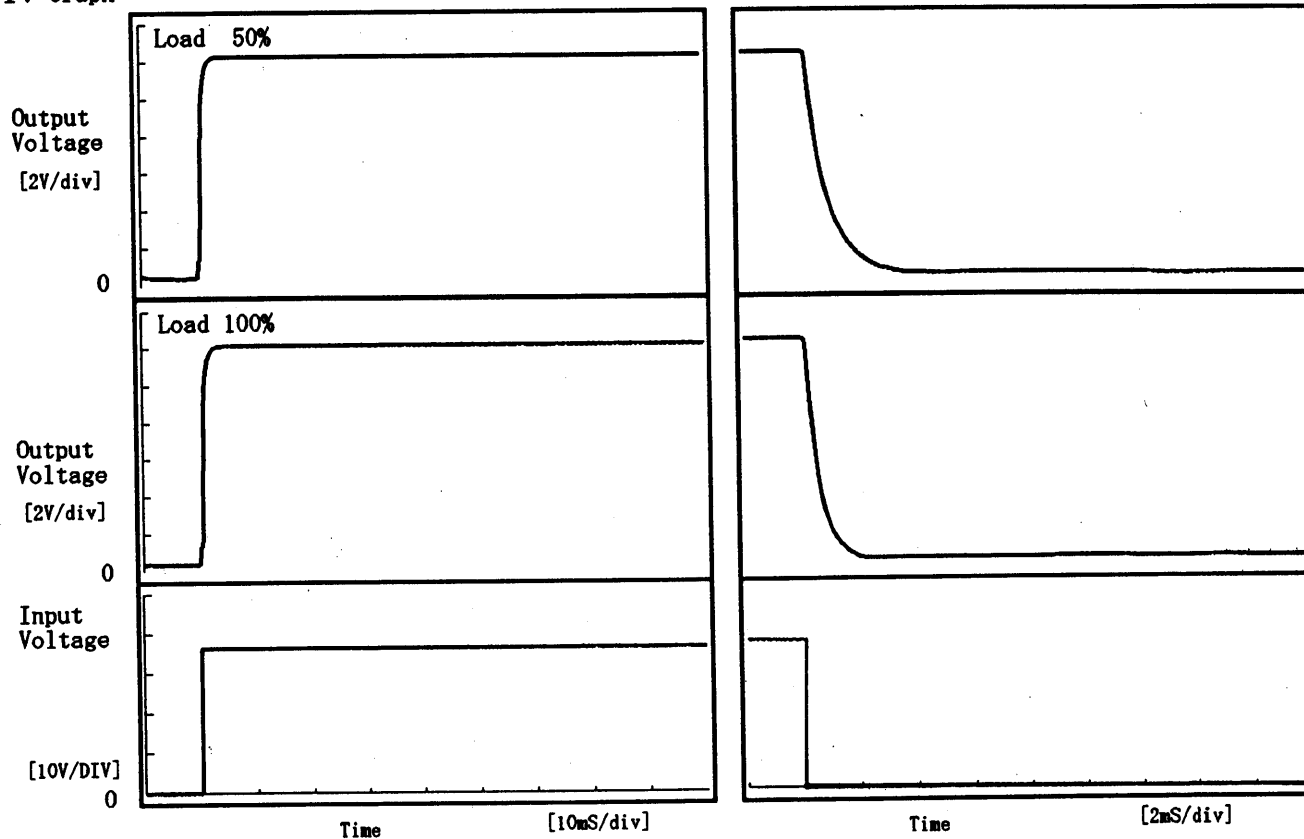 Graph
Load 50%
Output
Voltage
[2V/div]
0
Load 100%
Output
Voltage
[2V/div]
0
Input
Voltage
[10V/DIV]
0
Time
[10mS/div]
Time
[2mS/div]